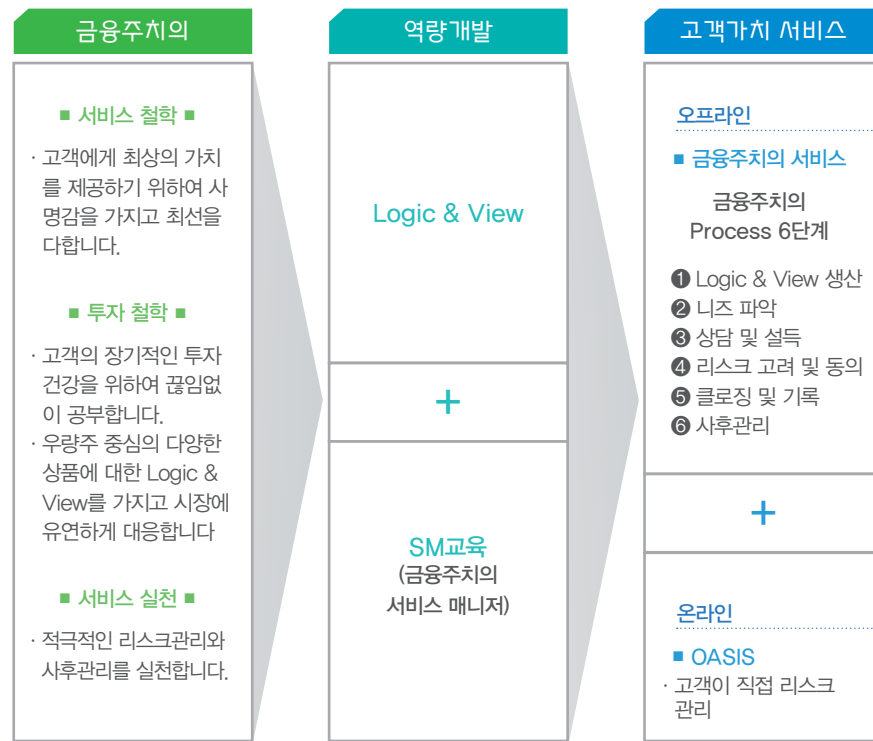 금융주치의
■ 서비스 철학 ■
· 고객에게 최상의 가치
를 제공하기 위하여 사
명감을 가지고 최선을
다합니다.
■ 투자 철학 ■
· 고객의 장기적인 투자
건강을 위하여 끊임없
이 공부합니다.
· 우량주 중심의 다양한
상품에 대한 Logic &
View를 가지고 시장에
유연하게 대응합니다
■ 서비스 실천 ■
· 적극적인 리스크관리와
사후관리를 실천합니다.
역량개발
Logic & View
+
SM교육
(금융주치의
서비스 매니저)
고객가치 서비스
오프라인
■ 금융주치의 서비스
금융주치의
Process 6단계
❶ Logic & View 생산
❷ 니즈 파악
❸ 상담 및 설득
❹ 리스크 고려 및 동의
❺ 클로징 및 기록
❻ 사후관리
+
온라인
■ OASIS
· 고객이 직접 리스크
관리